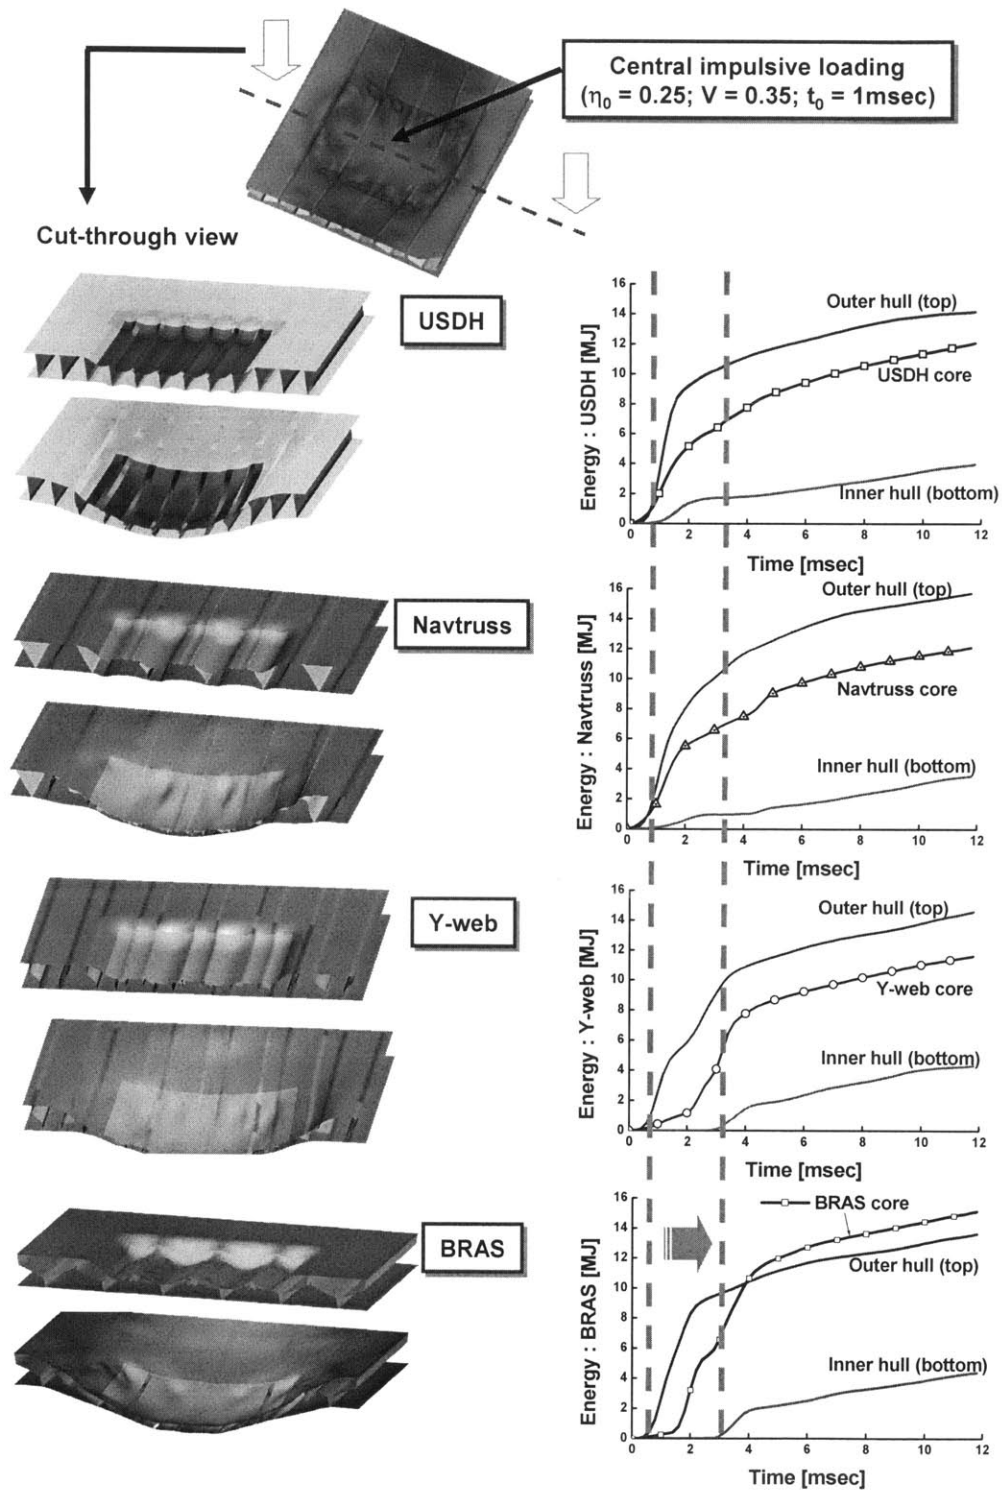 Central impulsive loading
(η0 = 0.25; V = 0.35; t0 = 1msec)
Cut-through view
USDH
Energy : USDH [MJ]
16
14
12
10
8
6
4
2
0
Outer hull (top)
USDH core
Inner hull (bottom)
2 4 6 8 10 12
Time [msec]
Navtruss
Energy : Navtruss [MJ]
16
14
12
10
8
6
4
2
0
Outer hull (top)
Navtruss core
Inner hull (bottom)
0 2 4 6 8 10 12
Time [msec]
Y-web
Energy : Y-web [MJ]
16
14
12
10
8
6
4
2
0
Outer hull (top)
Y-web core
Inner hull (bottom)
0 2 4 6 8 10 12
Time [msec]
BRAS
Energy : BRAS [MJ]
16
14
12
10
8
6
4
2
0
BRAS core
Outer hull (top)
Inner hull (bottom)
0 2 4 6 8 10 12
Time [msec]